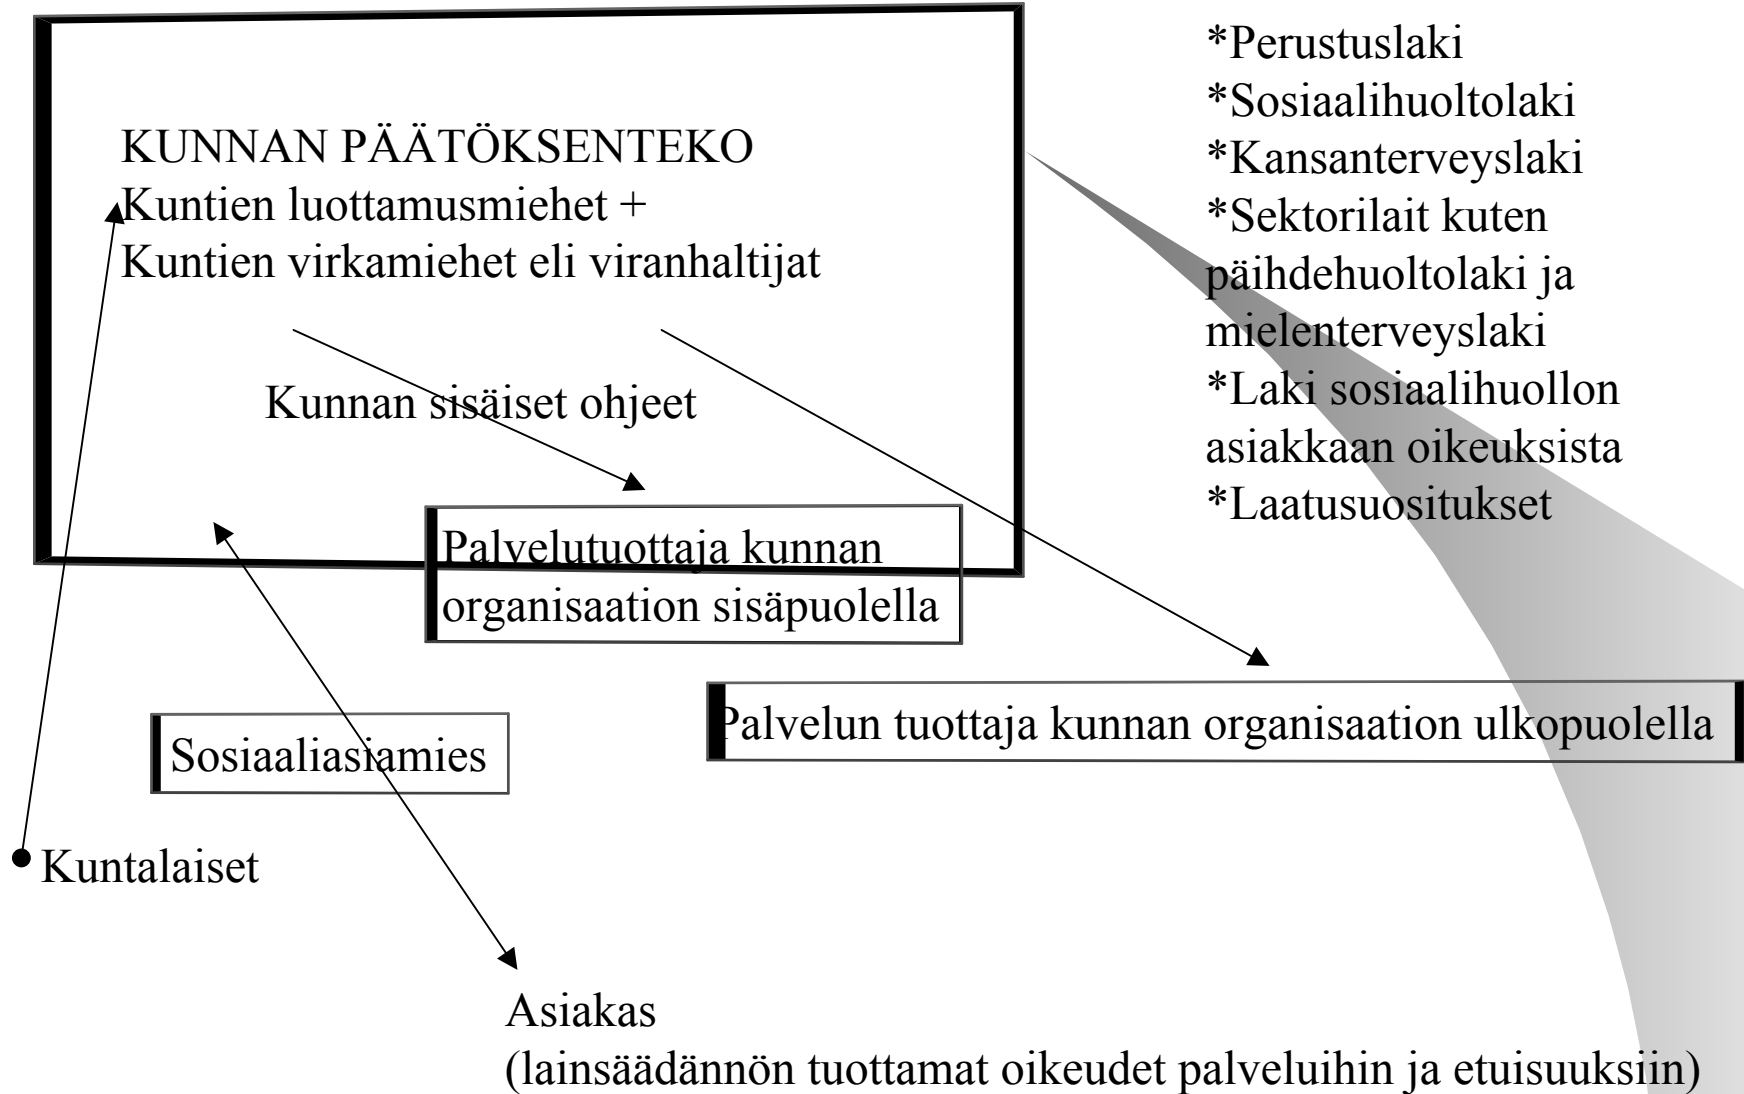 KUNNAN PÄÄTÖKSENTEKO
Kuntien luottamusmiehet +
Kuntien virkamiehet eli viranhaltijat
Kunnan sisäiset ohjeet
*Perustuslaki
*Sosiaalihuoltolaki
*Kansanterveyslaki
*Sektorilait kuten
päihdehuoltolaki ja
mielenterveyslaki
*Laki sosiaalihuollon
asiakkaan oikeuksista
*Laatusuositukset
Palvelutuottaja kunnan
organisaation sisäpuolella
Palvelun tuottaja kunnan organisaation ulkopuolella
Sosiaaliasiamies
Kuntalaiset
Asiakas
(lainsäädännön tuottamat oikeudet palveluihin ja etuisuuksiin)